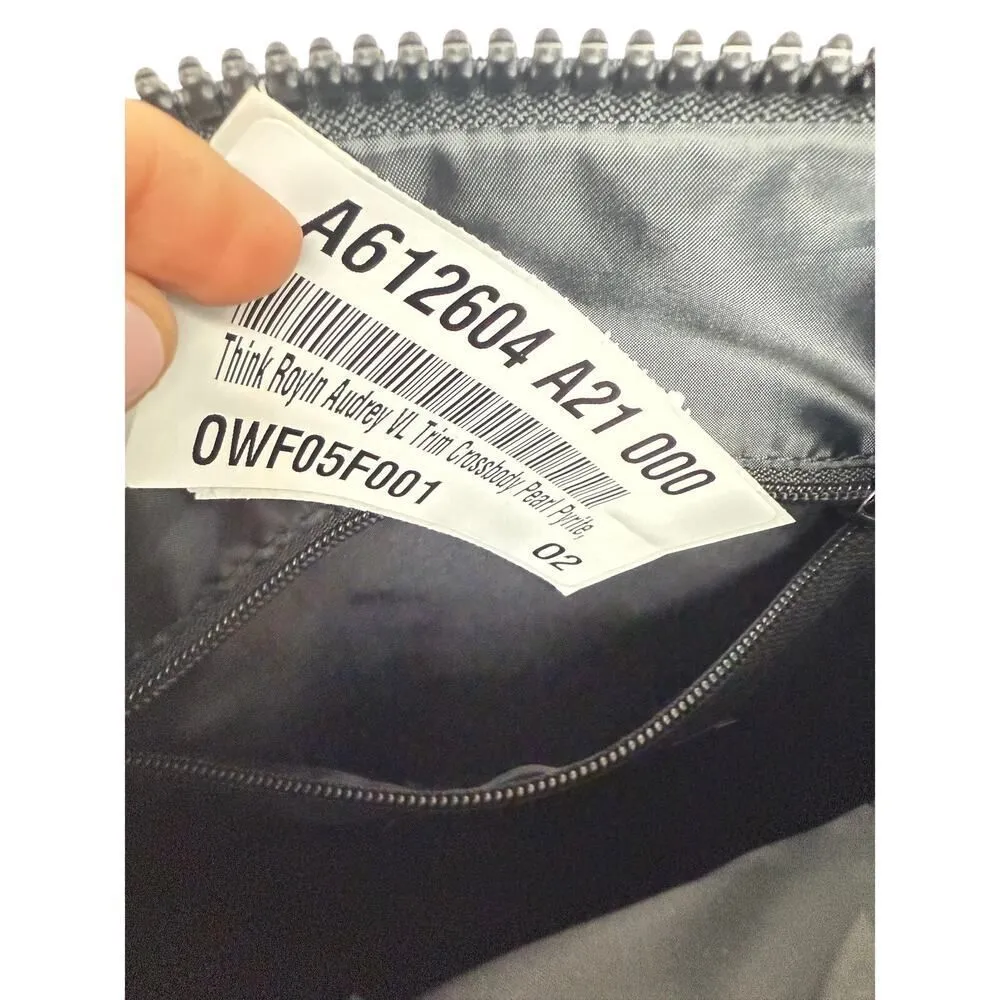 A612604 A21 000
Think Royln Audrey VL Trim Crossbody Pearl Pyrite,
0WF05F001
02